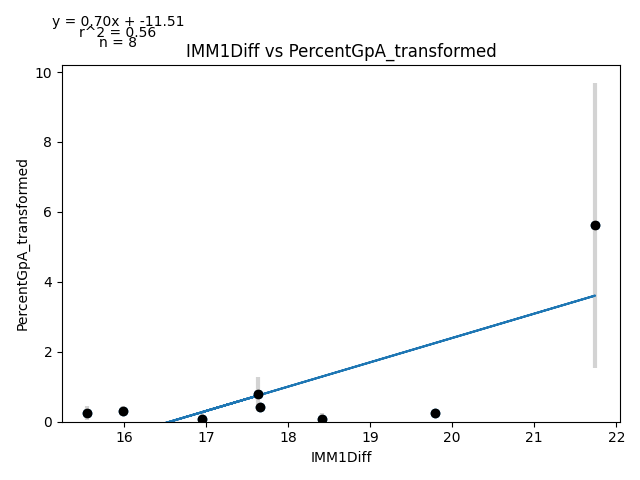 y = 0.70x + -11.51
r^2 = 0.56
n = 8
IMM1Diff vs PercentGpA_transformed
PercentGpA_transformed
10
8
6
4
2
0
16 17 18 19 20 21 22
IMM1Diff